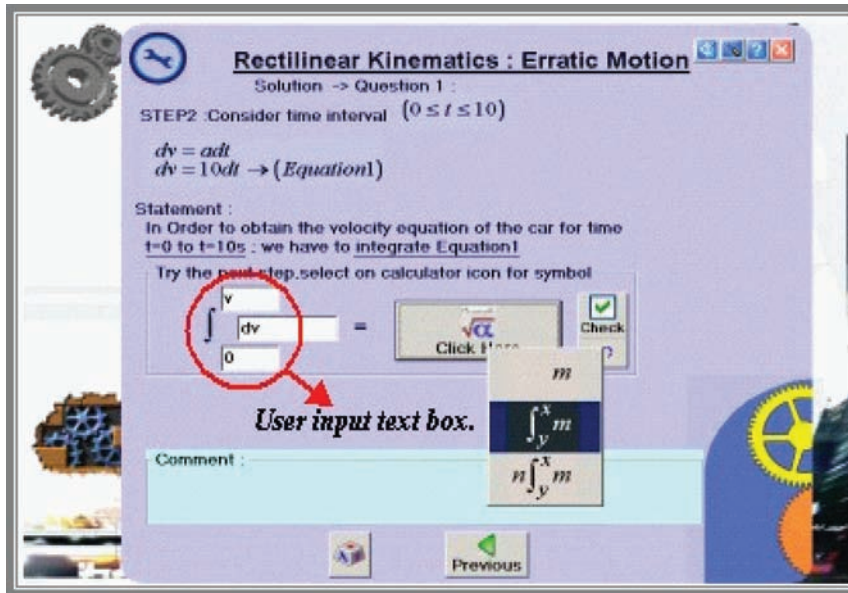 Rectilinear Kinematics : Erratic Motion
Solution -> Question 1 :
STEP2 :Consider time interval (0 ≤ t ≤ 10)
dv = adt
dv = 10dt → (Equation1)
Statement :
In Order to obtain the velocity equation of the car for time
t=0 to t=10s ; we have to integrate Equation1
Try the next step.select on calculator icon for symbol
v
∫ dv =
0
√α
Click Here
Check
m
∫_y^x m
n∫_y^x m
User input text box.
Comment :
Previous